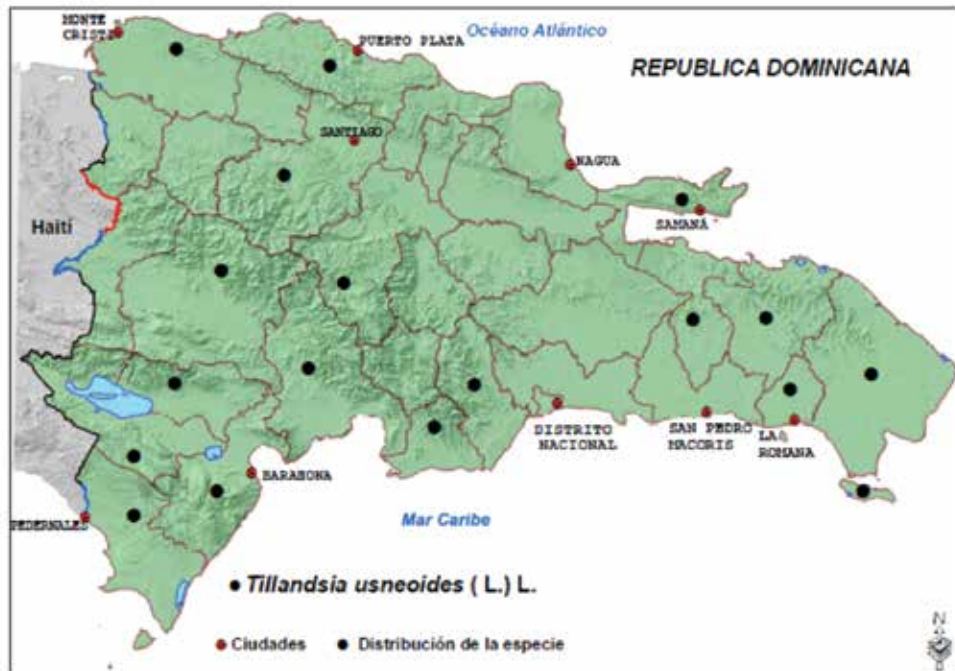 MONTE
CRISTI
PUERTO PLATA
Océano Atlántico
REPUBLICA DOMINICANA
SANTIAGO
NAGUA
SAMANÁ
Haití
DISTRITO
NACIONAL
SAN PEDRO
MACORIS
LA
ROMANA
BARAHONA
PEDERNALES
Mar Caribe
Tillandsia usneoides ( L.) L.
Ciudades
Distribución de la especie
N